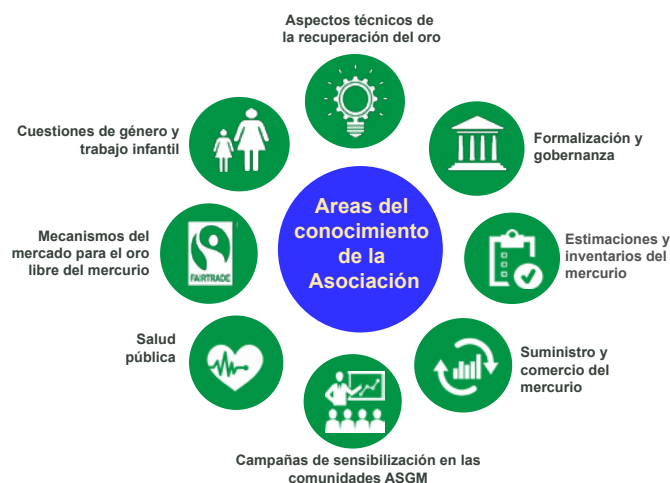 Aspectos técnicos de
la recuperación del oro
Formalización y
gobernanza
Estimaciones y
inventarios del
mercurio
Suministro y
comercio del
mercurio
Campañas de sensibilización en las
comunidades ASGM
Salud
pública
Mecanismos del
mercado para el oro
libre del mercurio
FAIRTRADE
Cuestiones de género y
trabajo infantil
Areas del
conocimiento
de la
Asociación